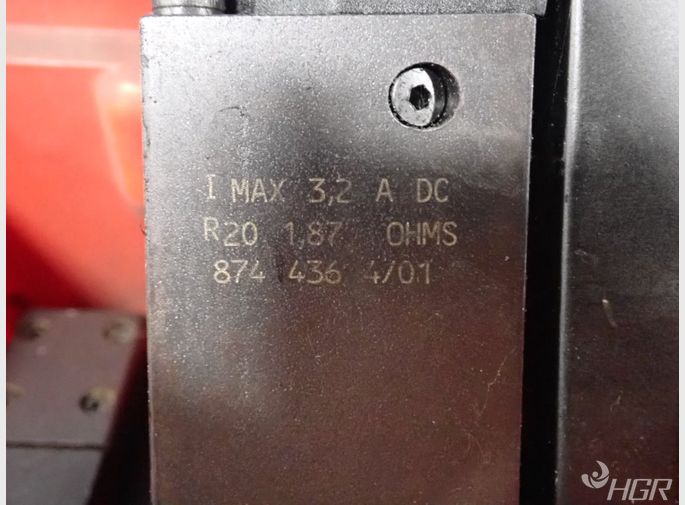 I MAX 3,2 A DC
R20 1,87 OHMS
874 436 4/01
HGR